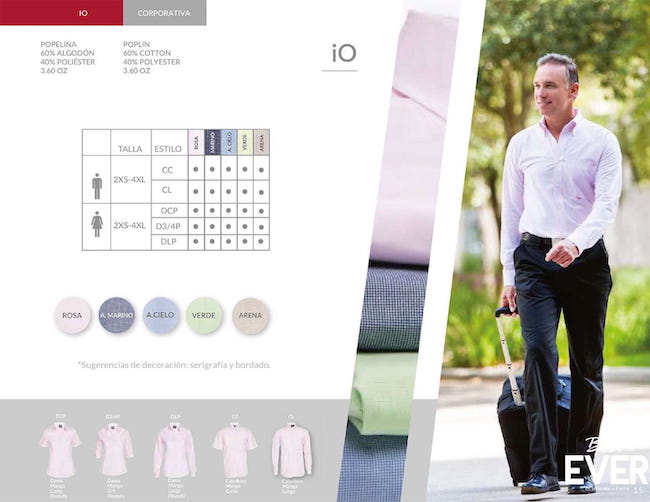 iO
CORPORATIVA
POPELINA
60% ALGODÓN
40% POLIÉSTER
3.60 OZ
POPLIN
60% COTTON
40% POLYESTER
3.60 OZ
iO
TALLA
ESTILO
ROSA
MARINO
A. CIELO
VERDE
ARENA
2XS-4XL
CC
CL
2XS-4XL
DCP
D3/4P
DLP
ROSA
A. MARINO
A.CIELO
VERDE
ARENA
*Sugerencias de decoración: serigrafía y bordado.
DCP
D3/4P
DLP
CC
CL
Dama
Manga
Corta
Plisada
Dama
Manga
3/4
Plisada
Dama
Manga
Larga
Plisada
Caballero
Manga
Corta
Caballero
Manga
Larga
EVER
15